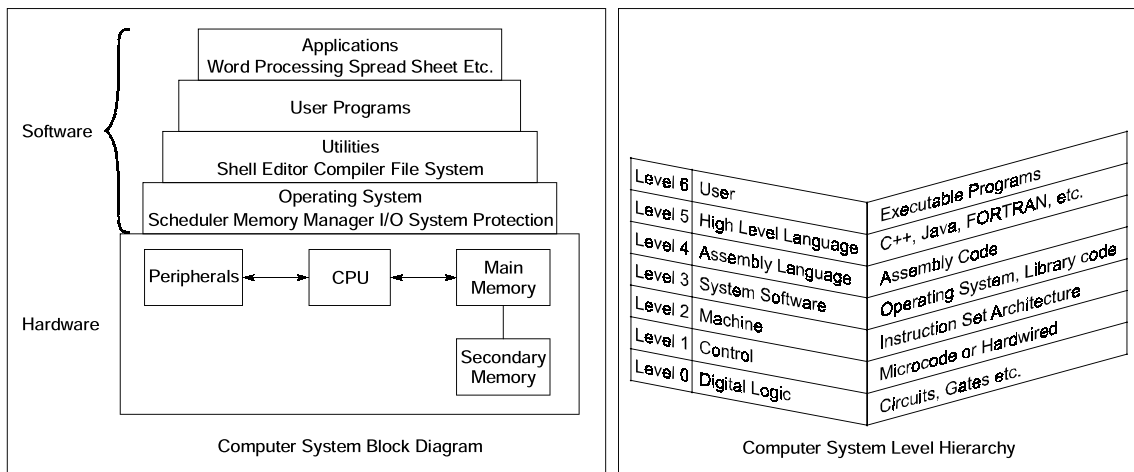 Applications
Word Processing Spread Sheet Etc.
User Programs
Software
Utilities
Shell Editor Compiler File System
Operating System
Scheduler Memory Manager I/O System Protection
Peripherals
CPU
Main
Memory
Hardware
Secondary
Memory
Computer System Block Diagram
Level 6 User Executable Programs
Level 5 High Level Language C++, Java, FORTRAN, etc.
Level 4 Assembly Language Assembly Code
Level 3 System Software Operating System, Library code
Level 2 Machine Instruction Set Architecture
Level 1 Control Microcode or Hardwired
Level 0 Digital Logic Circuits, Gates etc.
Computer System Level Hierarchy